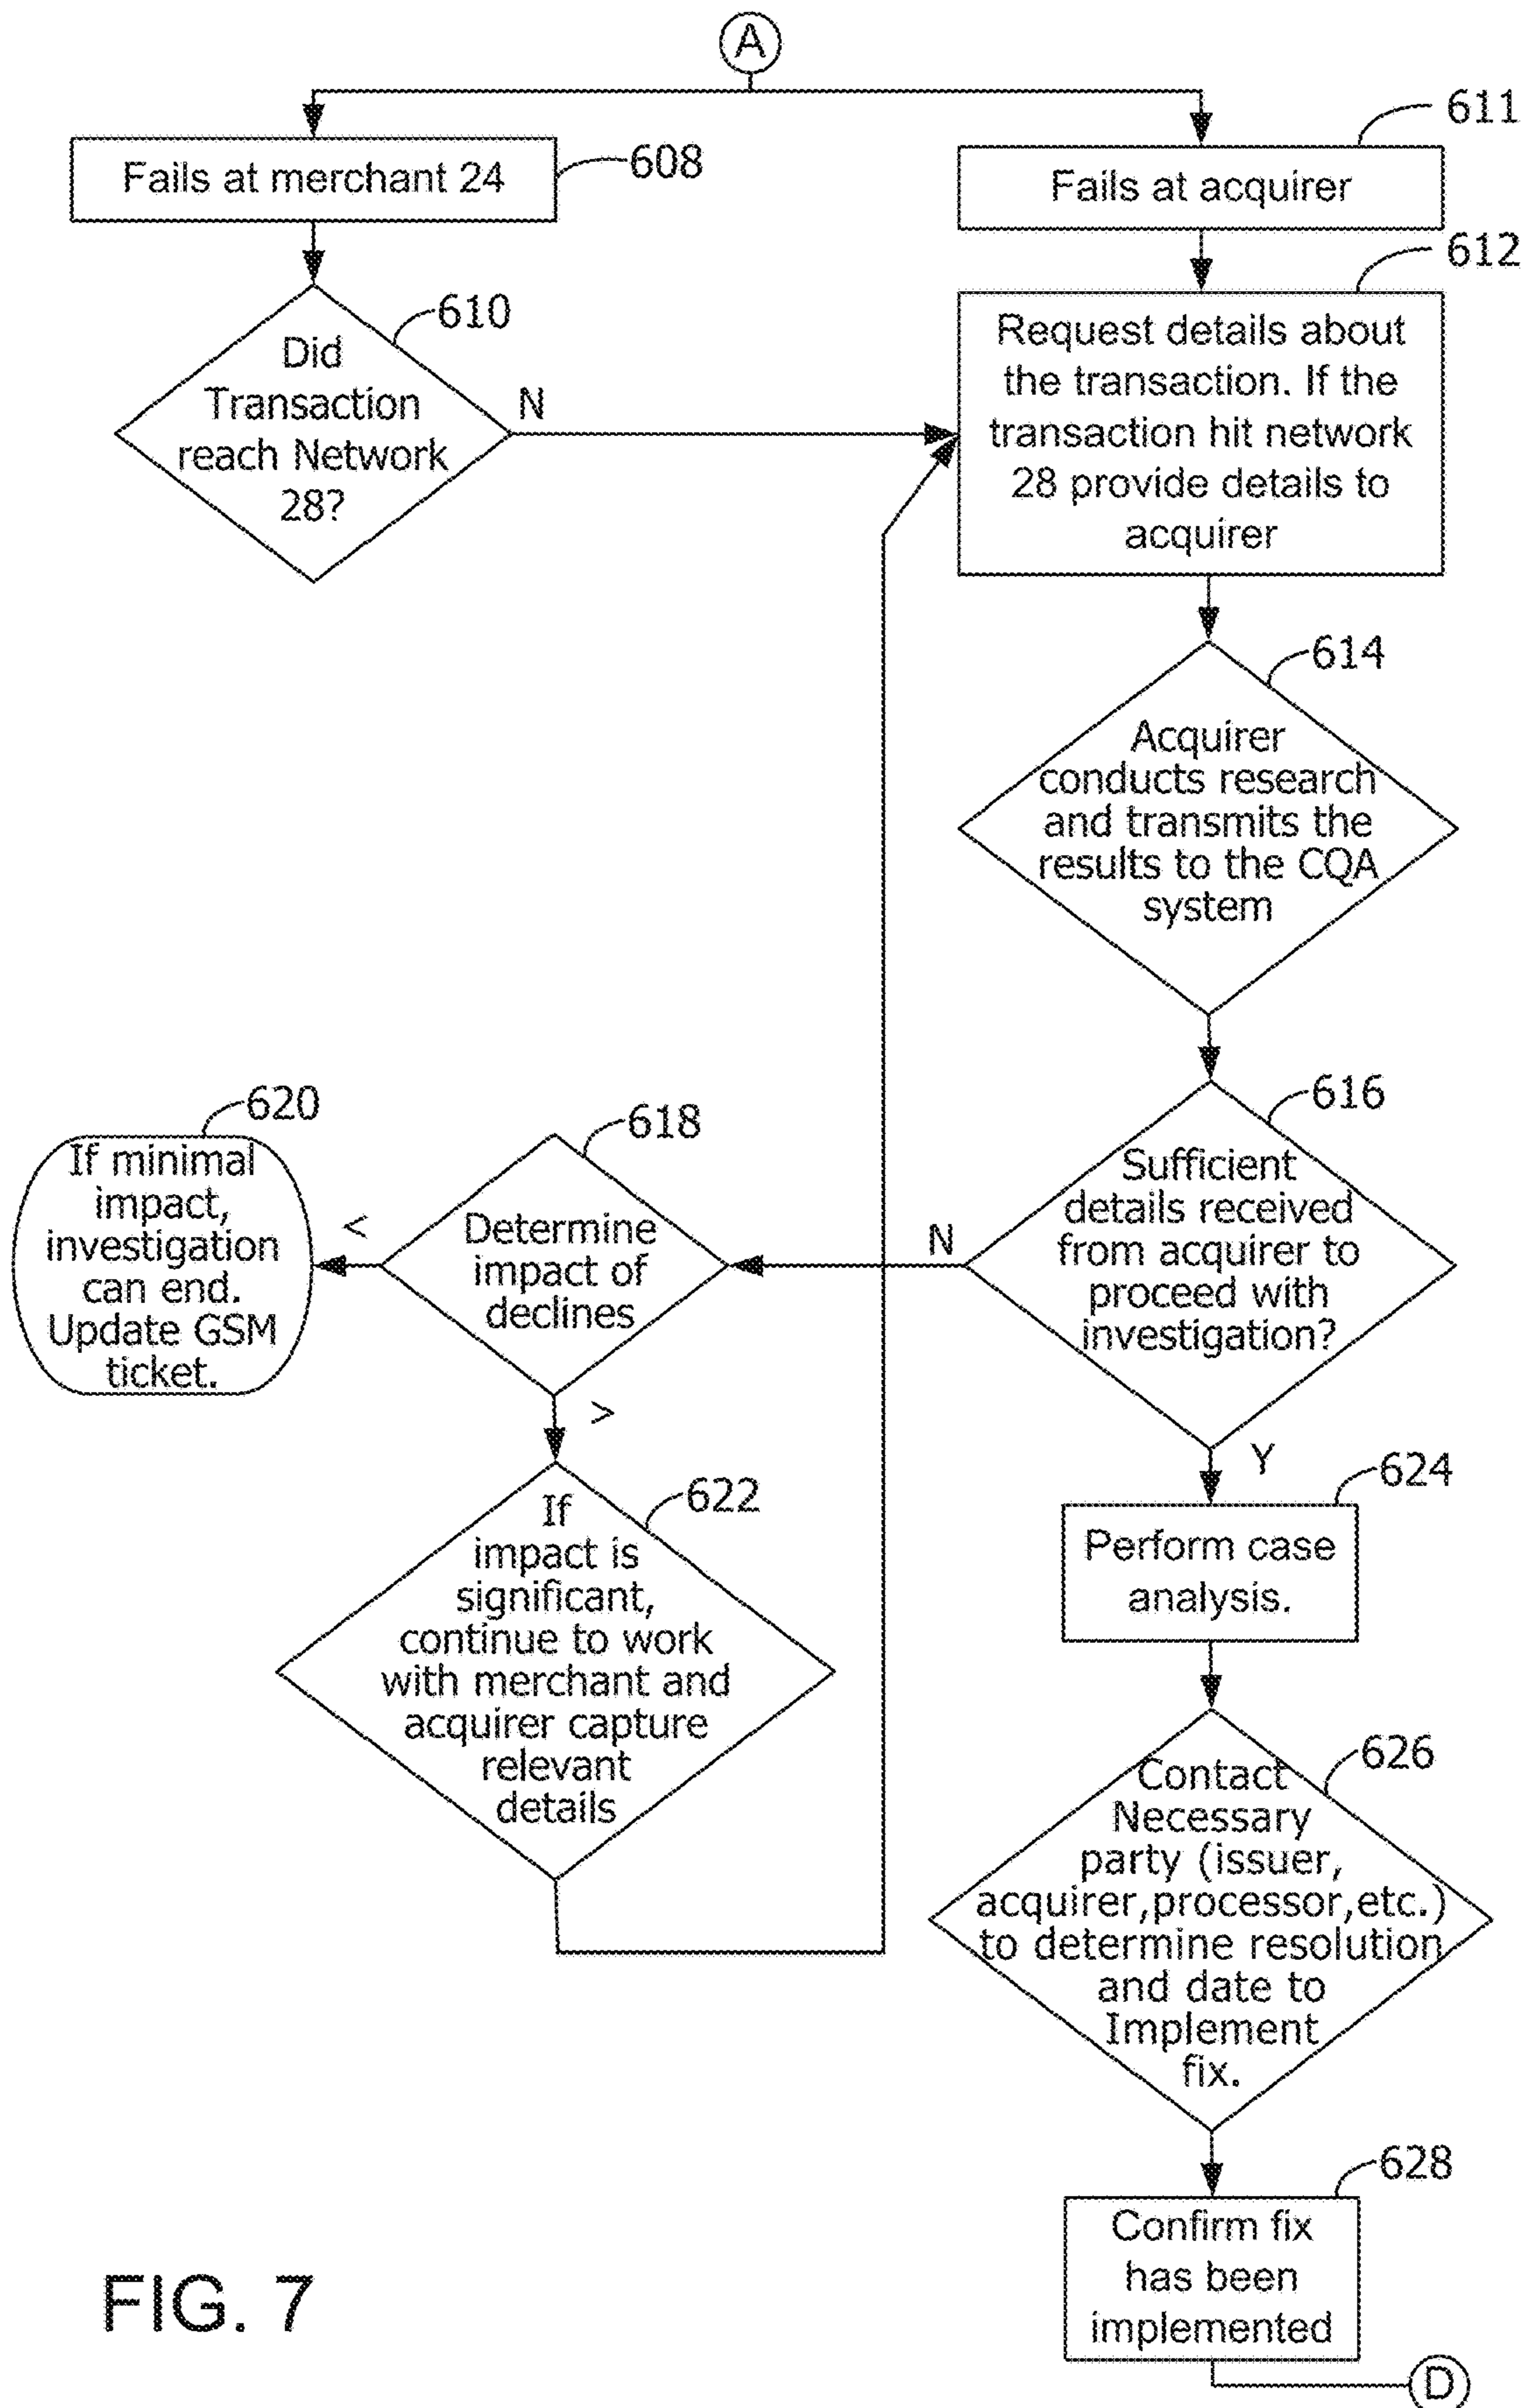 A
Fails at merchant 24
608
Fails at acquirer
611
Did
Transaction
reach Network
28?
610
N
Request details about
the transaction. If the
transaction hit network
28 provide details to
acquirer
612
Acquirer
conducts research
and transmits the
results to the CQA
system
614
Sufficient
details received
from acquirer to
proceed with
investigation?
616
N
Y
Determine
impact of
declines
618
<
>
If minimal
impact,
investigation
can end.
Update GSM
ticket.
620
If
impact is
significant,
continue to work
with merchant and
acquirer capture
relevant
details
622
Perform case
analysis.
624
Contact
Necessary
party (issuer,
acquirer,processor,etc.)
to determine resolution
and date to
Implement
fix.
626
Confirm fix
has been
implemented
628
D
FIG. 7